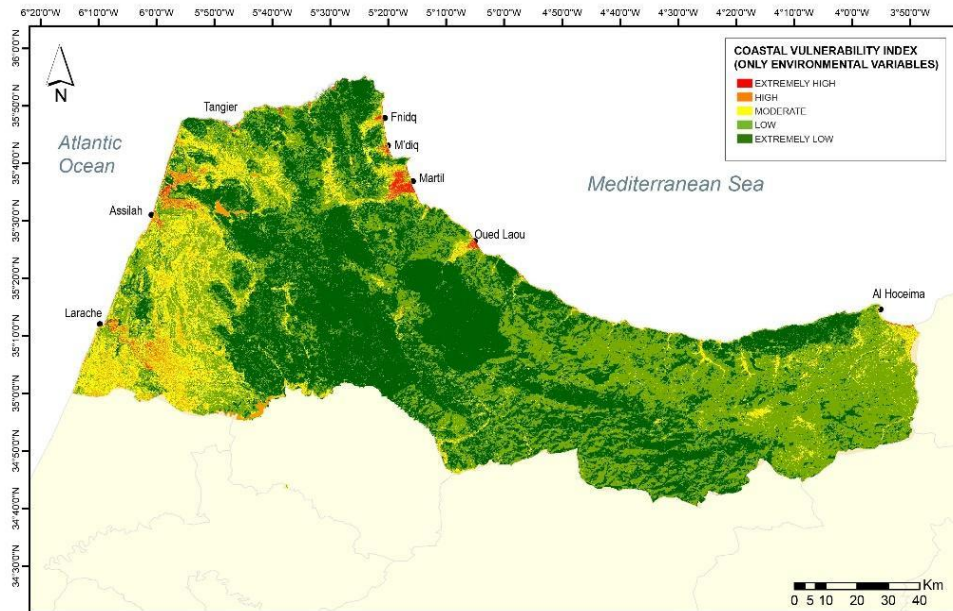 6°20'0"W 6°10'0"W 6°0'0"W 5°50'0"W 5°40'0"W 5°30'0"W 5°20'0"W 5°10'0"W 5°0'0"W 4°50'0"W 4°40'0"W 4°30'0"W 4°20'0"W 4°10'0"W 4°0'0"W 3°50'0"W
36°0'0"N
35°50'0"N
35°40'0"N
35°30'0"N
35°20'0"N
35°10'0"N
35°0'0"N
34°50'0"N
34°40'0"N
34°30'0"N
N
COASTAL VULNERABILITY INDEX
(ONLY ENVIRONMENTAL VARIABLES)
EXTREMELY HIGH
HIGH
MODERATE
LOW
EXTREMELY LOW
Tangier
Fnidq
Atlantic
Ocean
M'diq
Martil
Mediterranean Sea
Assilah
Oued Laou
Al Hoceima
Larache
Km
0 5 10 20 30 40